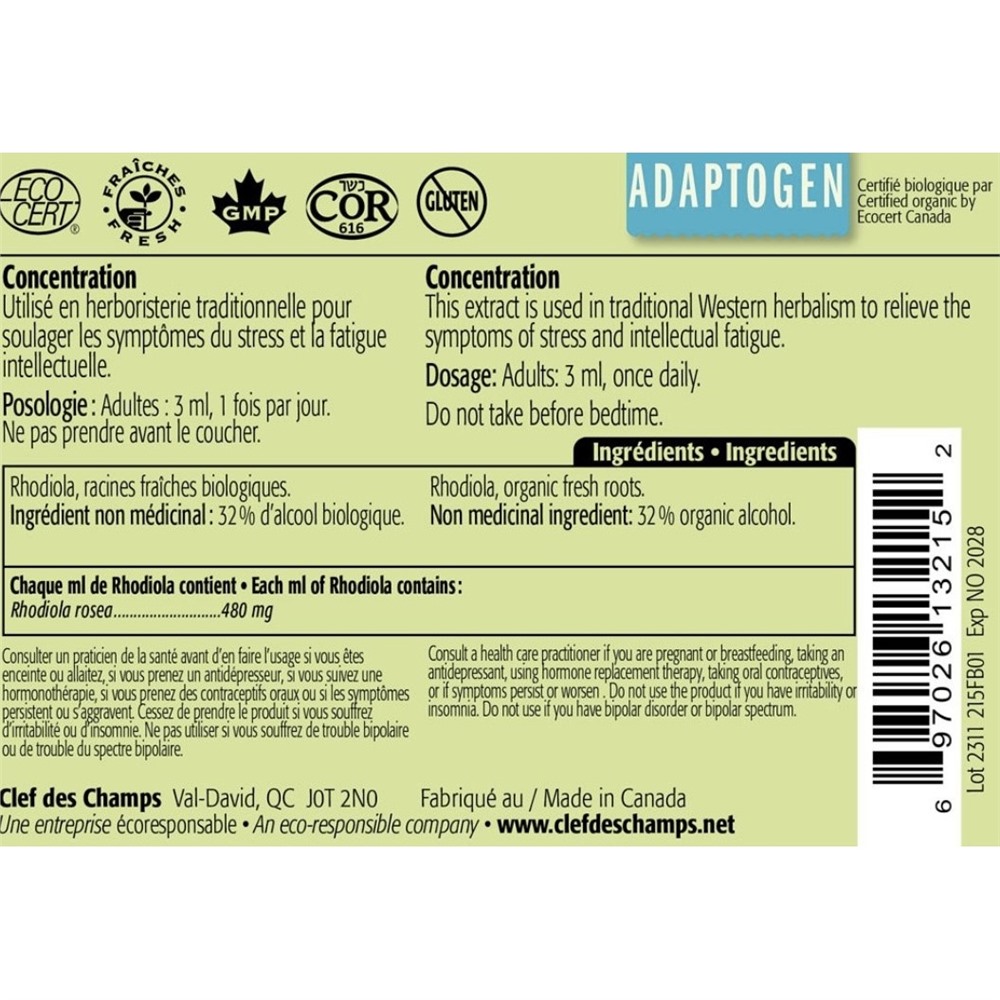 ECO
CERT
®
FRAÎCHES
FRESH
GMP
כשר
COR
616
GLUTEN
ADAPTOGEN
Certifié biologique par
Certified organic by
Ecocert Canada
Concentration
Utilisé en herboristerie traditionnelle pour
soulager les symptômes du stress et la fatigue
intellectuelle.
Posologie : Adultes : 3 ml, 1 fois par jour.
Ne pas prendre avant le coucher.
Concentration
This extract is used in traditional Western herbalism to relieve the
symptoms of stress and intellectual fatigue.
Dosage: Adults: 3 ml, once daily.
Do not take before bedtime.
Ingrédients • Ingredients
Rhodiola, racines fraîches biologiques.
Ingrédient non médicinal : 32 % d'alcool biologique.
Rhodiola, organic fresh roots.
Non medicinal ingredient: 32 % organic alcohol.
Chaque ml de Rhodiola contient • Each ml of Rhodiola contains :
Rhodiola rosea..........................480 mg
Consulter un praticien de la santé avant d'en faire l'usage si vous êtes
enceinte ou allaitez, si vous prenez un antidépresseur, si vous suivez une
hormonothérapie, si vous prenez des contraceptifs oraux ou si les symptômes
persistent ou s'aggravent. Cessez de prendre le produit si vous souffrez
d'irritabilité ou d'insomnie. Ne pas utiliser si vous souffrez de trouble bipolaire
ou de trouble du spectre bipolaire.
Consult a health care practitioner if you are pregnant or breastfeeding, taking an
antidepressant, using hormone replacement therapy, taking oral contraceptives,
or if symptoms persist or worsen . Do not use the product if you have irritability or
insomnia. Do not use if you have bipolar disorder or bipolar spectrum.
Clef des Champs Val-David, QC J0T 2N0 Fabriqué au / Made in Canada
Une entreprise écoresponsable • An eco-responsible company • www.clefdeschamps.net
6 97026 13215 2
Lot 2311 215FB01 Exp NO 2028